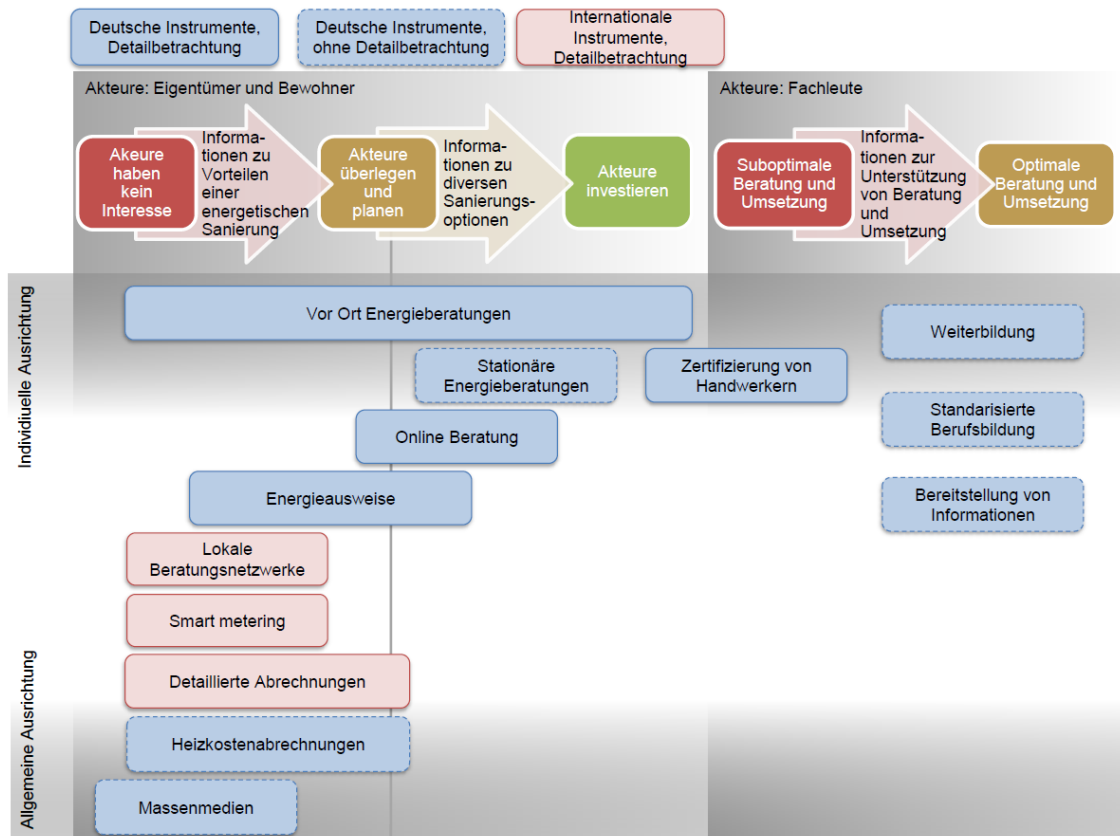 Deutsche Instrumente,
Detailbetrachtung
Deutsche Instrumente,
ohne Detailbetrachtung
Internationale
Instrumente,
Detailbetrachtung
Akteure: Eigentümer und Bewohner
Akteure: Fachleute
Akeure
haben
kein
Interesse
Informa-
tionen zu
Vorteilen
einer
energetischen
Sanierung
Akteure
überlegen
und
planen
Informa-
tionen zu
diversen
Sanierungs-
optionen
Akteure
investieren
Suboptimale
Beratung und
Umsetzung
Informa-
tionen zur
Unterstützung
von Beratung
und
Umsetzung
Optimale
Beratung und
Umsetzung
Individiuelle Ausrichtung
Vor Ort Energieberatungen
Weiterbildung
Stationäre
Energieberatungen
Zertifizierung von
Handwerkern
Standarisierte
Berufsbildung
Online Beratung
Energieausweise
Bereitstellung von
Informationen
Lokale
Beratungsnetzwerke
Smart metering
Detaillierte Abrechnungen
Allgemeine Ausrichtung
Heizkostenabrechnungen
Massenmedien